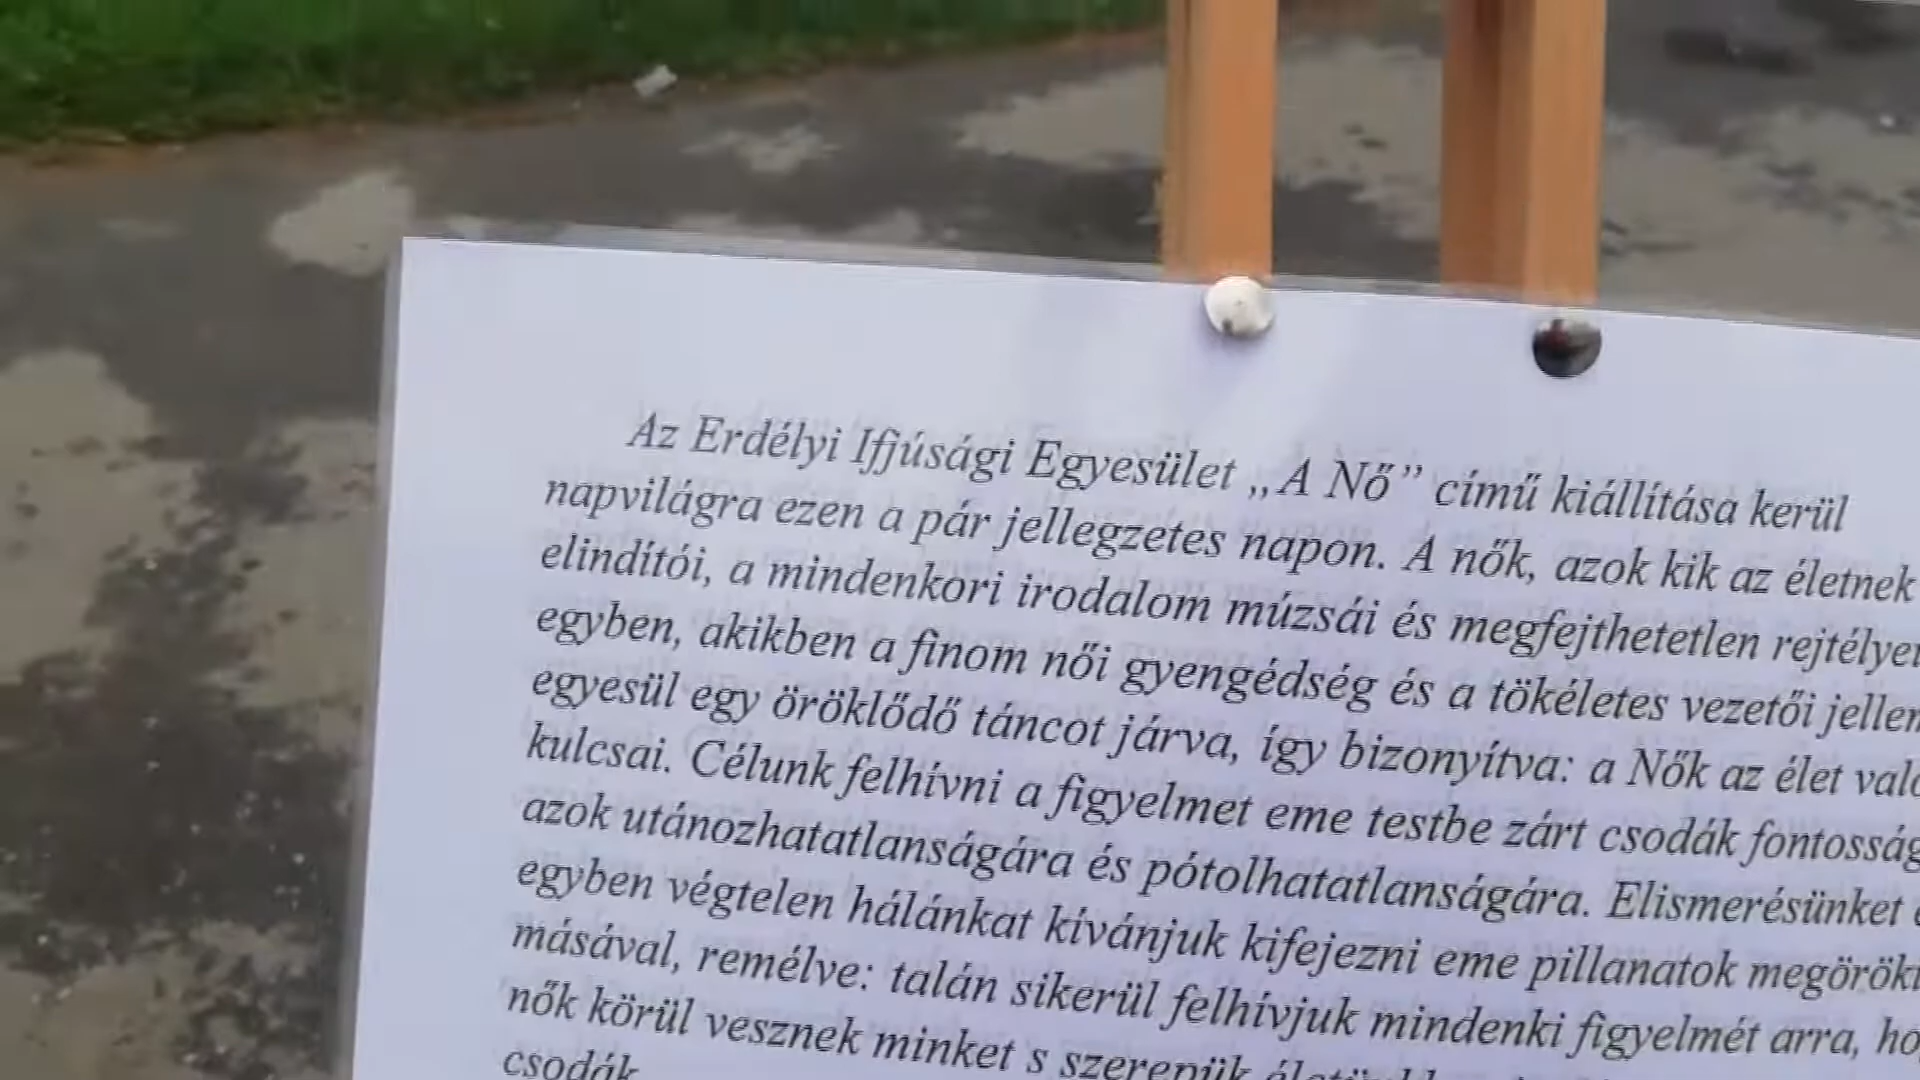 Az Erdélyi Ifjúsági Egyesület „A Nő” című kiállítása kerül
napvilágra ezen a pár jellegzetes napon. A nők, azok kik az életnek
elindítói, a mindenkori irodalom múzsái és megfejthetetlen
egyben, akikben a finom női gyengédség és a tökéletes vezetői
egyesül egy öröklődő táncot járva, így bizonyítva: a Nők az élet
kulcsai. Célunk felhívni a figyelmet eme testbe zárt csodák
azok utánozhatatlanságára és pótolhatatlanságára. Elismerésünket
egyben végtelen hálánkat kívánjuk kifejezni eme pillanatok
másával, remélve: talán sikerül felhívjuk mindenki figyelmét arra,
nők körül vesznek minket s szerepük
csodák